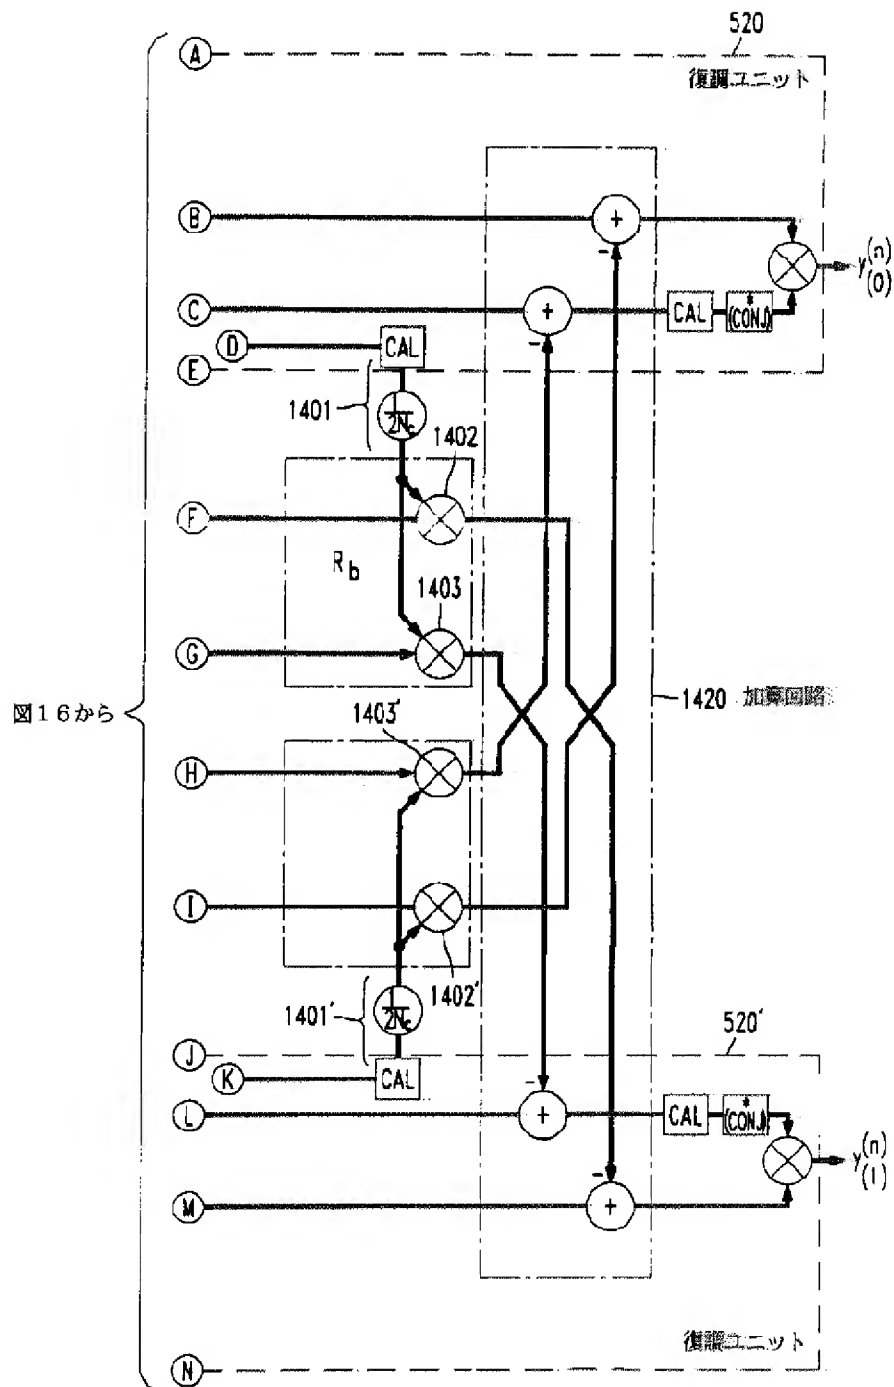 520
A
復調ユニット
B
+
-
y(n)(0)
C
+
-
CAL
*
(CONJ)
D
CAL
E
1401
1
2Nc
1402
F
Rb
1403
G
図16から
1420 加算回路
1403'
H
I
1402'
1401'
1
2Nc
J
520'
K
CAL
-
L
+
CAL
*
(CONJ)
y(n)(1)
-
M
+
復調ユニット
N